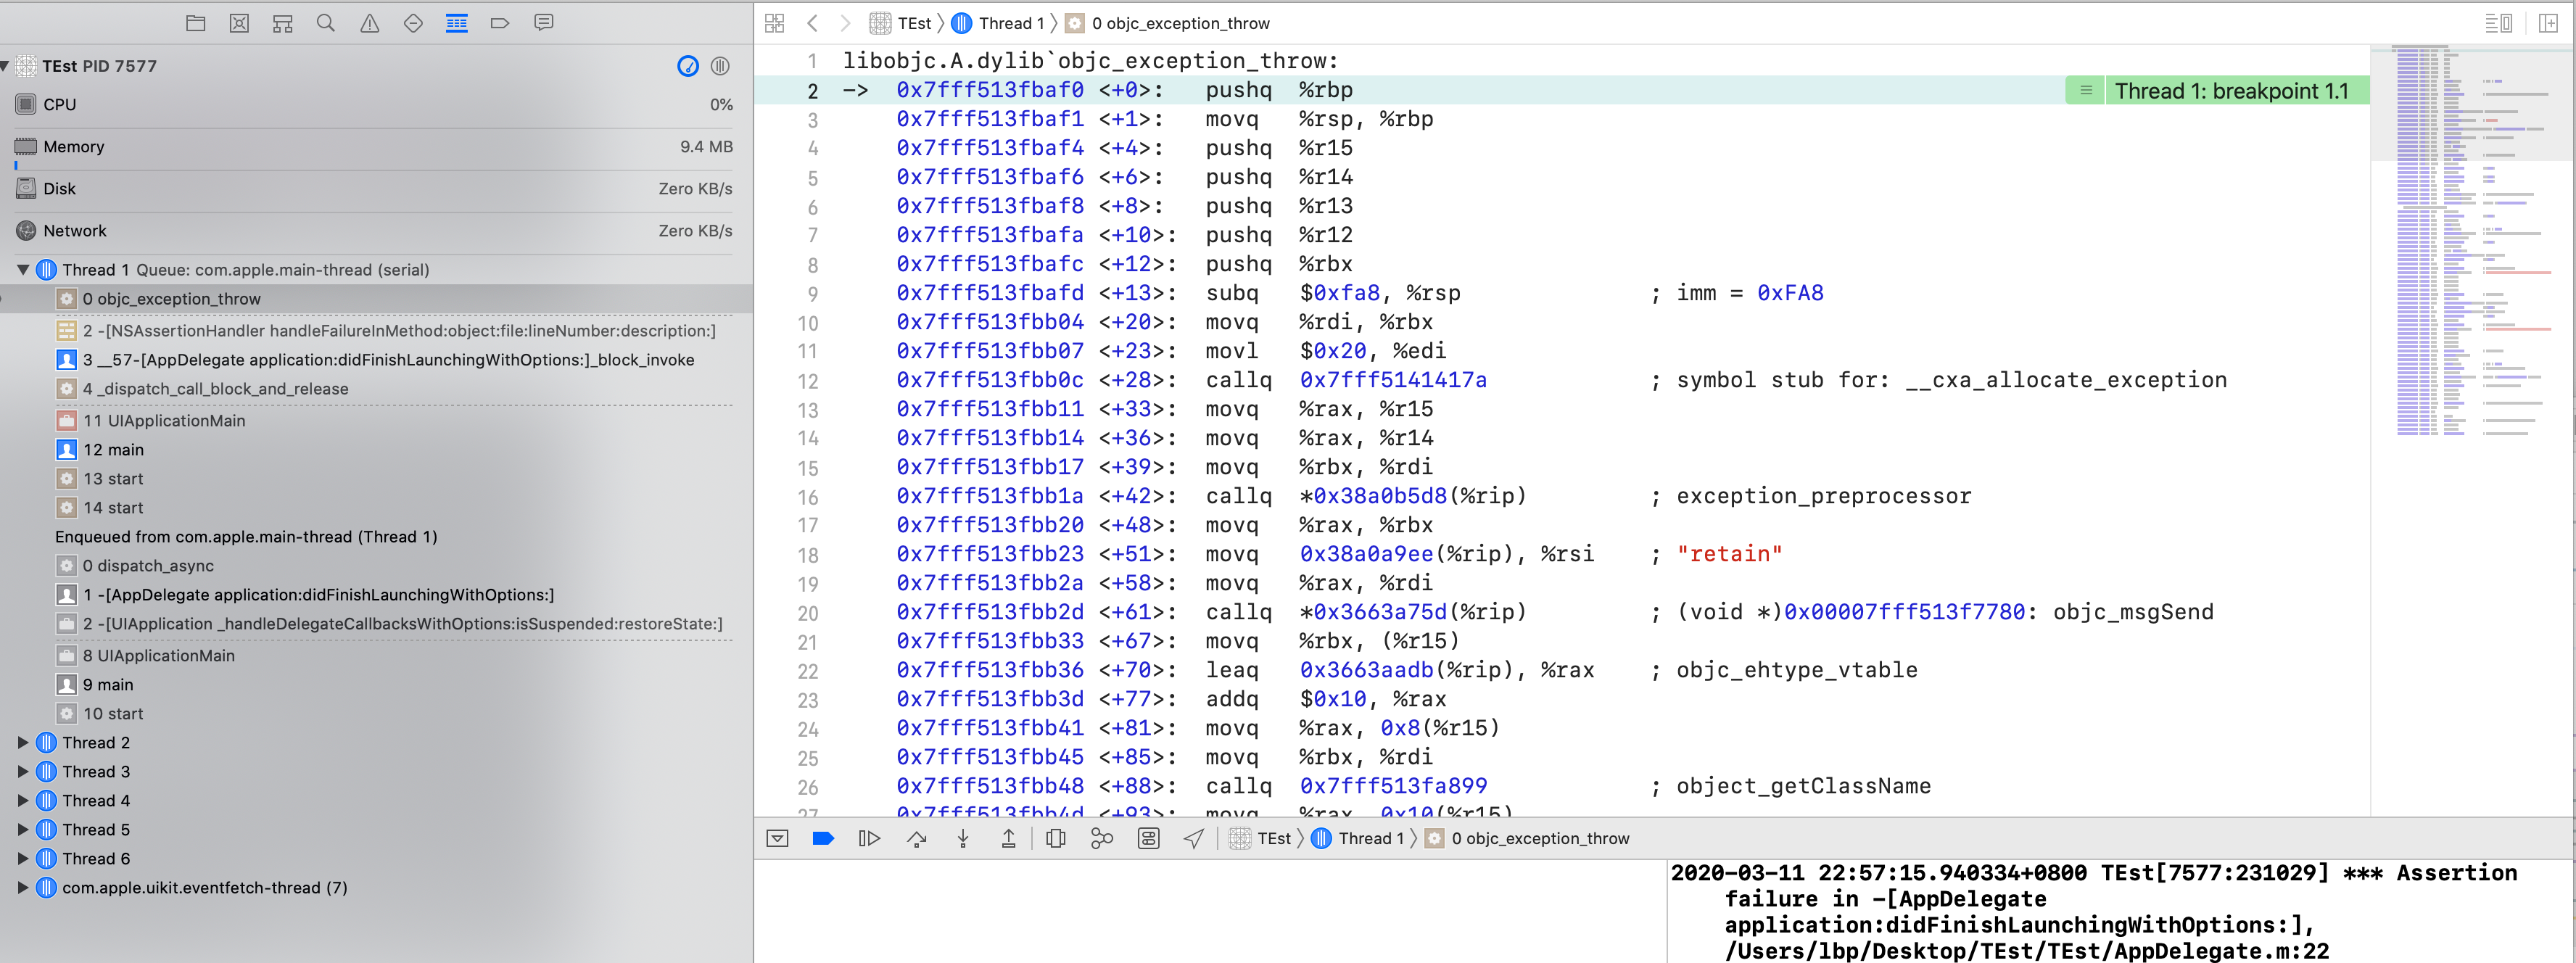 TEst PID 7577
CPU 0%
Memory 9.4 MB
Disk Zero KB/s
Network Zero KB/s
Thread 1 Queue: com.apple.main-thread (serial)
0 objc_exception_throw
2 -[NSAssertionHandler handleFailureInMethod:object:file:lineNumber:description:]
3 __57-[AppDelegate application:didFinishLaunchingWithOptions:]_block_invoke
4 _dispatch_call_block_and_release
11 UIApplicationMain
12 main
13 start
14 start
Enqueued from com.apple.main-thread (Thread 1)
0 dispatch_async
1 -[AppDelegate application:didFinishLaunchingWithOptions:]
2 -[UIApplication _handleDelegateCallbacksWithOptions:isSuspended:restoreState:]
8 UIApplicationMain
9 main
10 start
Thread 2
Thread 3
Thread 4
Thread 5
Thread 6
com.apple.uikit.eventfetch-thread (7)
TEst Thread 1 0 objc_exception_throw
1 libobjc.A.dylib`objc_exception_throw:
2 -> 0x7fff513fbaf0 <+0>: pushq %rbp Thread 1: breakpoint 1.1
3 0x7fff513fbaf1 <+1>: movq %rsp, %rbp
4 0x7fff513fbaf4 <+4>: pushq %r15
5 0x7fff513fbaf6 <+6>: pushq %r14
6 0x7fff513fbaf8 <+8>: pushq %r13
7 0x7fff513fbafa <+10>: pushq %r12
8 0x7fff513fbafc <+12>: pushq %rbx
9 0x7fff513fbafd <+13>: subq $0xfa8, %rsp ; imm = 0xFA8
10 0x7fff513fbb04 <+20>: movq %rdi, %rbx
11 0x7fff513fbb07 <+23>: movl $0x20, %edi
12 0x7fff513fbb0c <+28>: callq 0x7fff5141417a ; symbol stub for: __cxa_allocate_exception
13 0x7fff513fbb11 <+33>: movq %rax, %r15
14 0x7fff513fbb14 <+36>: movq %rax, %r14
15 0x7fff513fbb17 <+39>: movq %rbx, %rdi
16 0x7fff513fbb1a <+42>: callq *0x38a0b5d8(%rip) ; exception_preprocessor
17 0x7fff513fbb20 <+48>: movq %rax, %rbx
18 0x7fff513fbb23 <+51>: movq 0x38a0a9ee(%rip), %rsi ; "retain"
19 0x7fff513fbb2a <+58>: movq %rax, %rdi
20 0x7fff513fbb2d <+61>: callq *0x3663a75d(%rip) ; (void *)0x00007fff513f7780: objc_msgSend
21 0x7fff513fbb33 <+67>: movq %rbx, (%r15)
22 0x7fff513fbb36 <+70>: leaq 0x3663aadb(%rip), %rax ; objc_ehtype_vtable
23 0x7fff513fbb3d <+77>: addq $0x10, %rax
24 0x7fff513fbb41 <+81>: movq %rax, 0x8(%r15)
25 0x7fff513fbb45 <+85>: movq %rbx, %rdi
26 0x7fff513fbb48 <+88>: callq 0x7fff513fa899 ; object_getClassName
27 0x7fff513fbb4d <+93>: movq %rax, 0x10(%r15)
TEst Thread 1 0 objc_exception_throw
2020-03-11 22:57:15.940334+0800 TEst[7577:231029] *** Assertion
failure in -[AppDelegate
application:didFinishLaunchingWithOptions:],
/Users/lbp/Desktop/TEst/TEst/AppDelegate.m:22